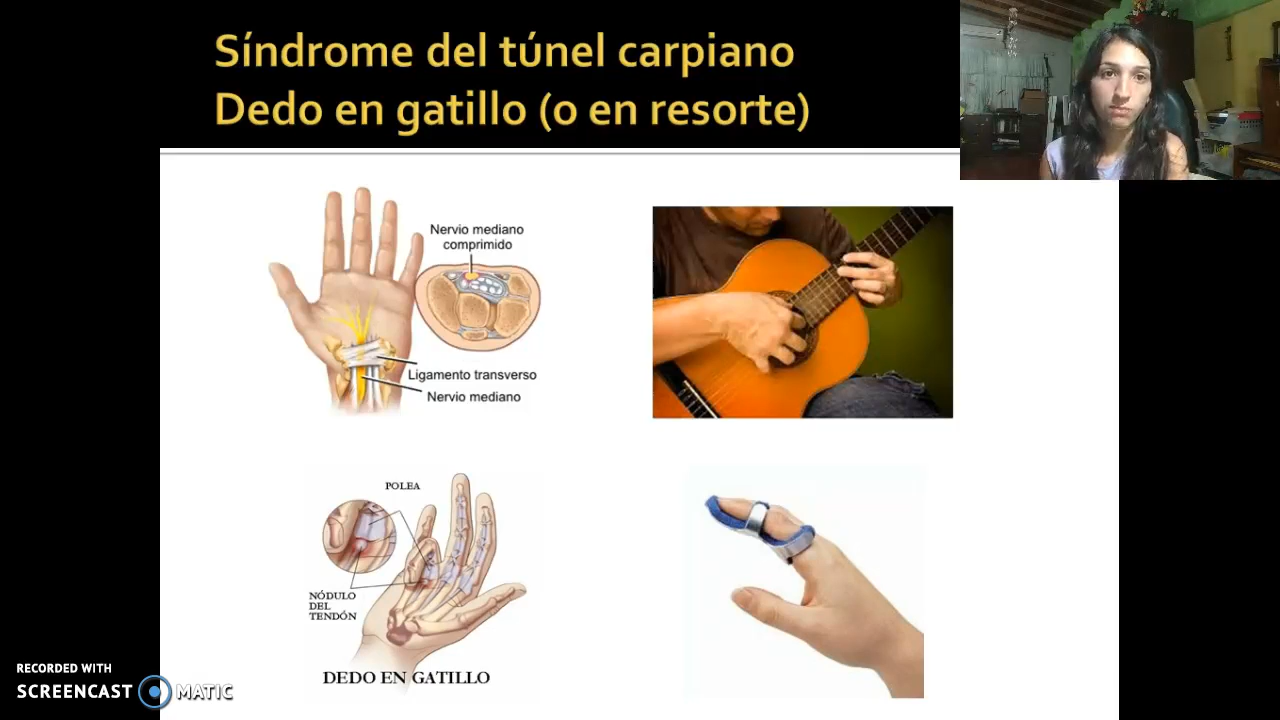 Síndrome del túnel carpiano
Dedo en gatillo (o en resorte)
Nervio mediano
comprimido
Ligamento transverso
Nervio mediano
POLEA
NÓDULO
DEL
TENDÓN
DEDO EN GATILLO
RECORDED WITH
SCREENCAST MATIC